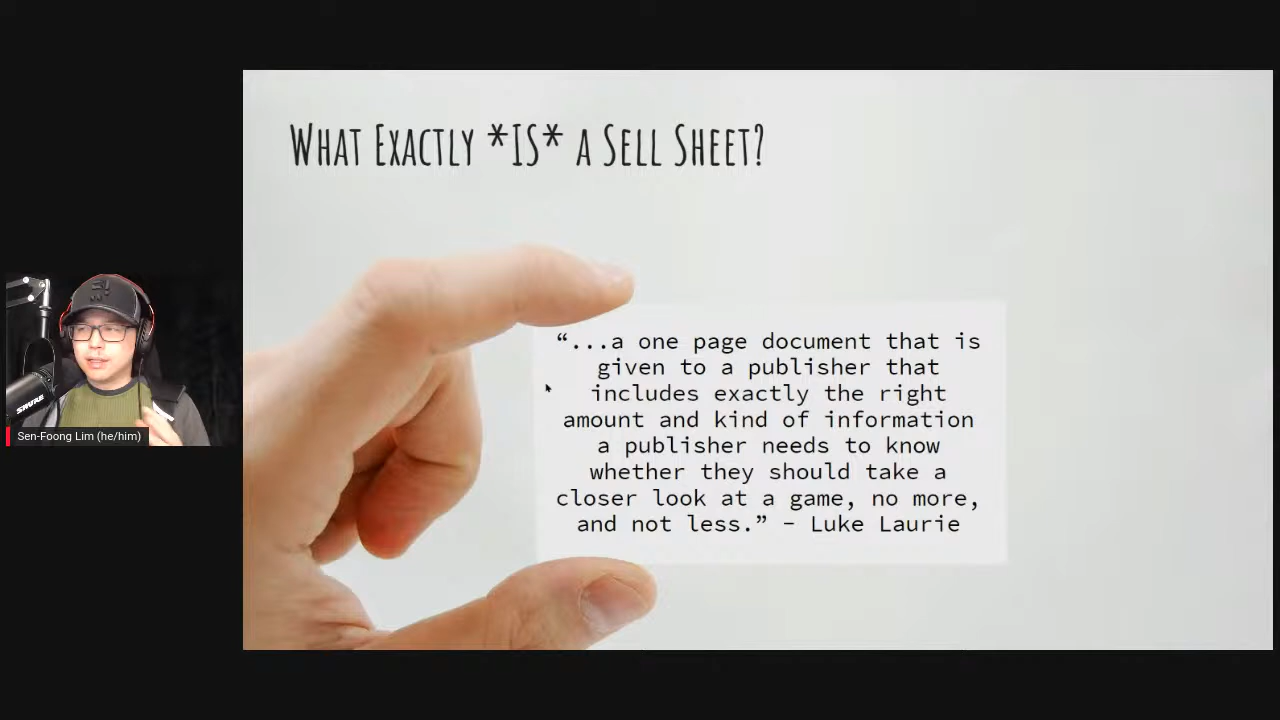 What Exactly *IS* a Sell Sheet?
“...a one page document that is
given to a publisher that
includes exactly the right
amount and kind of information
a publisher needs to know
whether they should take a
closer look at a game, no more,
and not less.” – Luke Laurie
SHURE
Sen-Foong Lim (he/him)